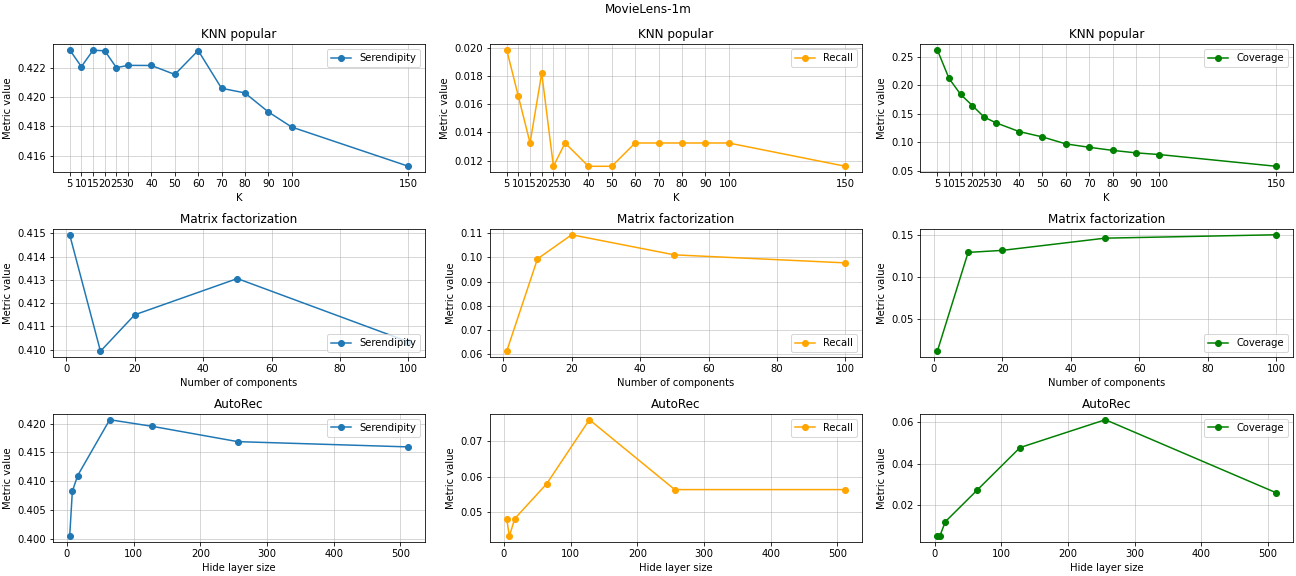 MovieLens-1m
KNN popular
KNN popular
KNN popular
0.422
0.420
0.418
0.416
Metric value
Serendipity
5 10 15 20 25 30 40 50 60 70 80 90 100 150
K
0.020
0.018
0.016
0.014
0.012
Metric value
Recall
5 10 15 20 25 30 40 50 60 70 80 90 100 150
K
0.25
0.20
0.15
0.10
0.05
Metric value
Coverage
5 10 15 20 25 30 40 50 60 70 80 90 100 150
K
Matrix factorization
Matrix factorization
Matrix factorization
0.415
0.414
0.413
0.412
0.411
0.410
Metric value
Serendipity
0 20 40 60 80 100
Number of components
0.11
0.10
0.09
0.08
0.07
0.06
Metric value
Recall
0 20 40 60 80 100
Number of components
0.15
0.10
0.05
Metric value
Coverage
0 20 40 60 80 100
Number of components
AutoRec
AutoRec
AutoRec
0.420
0.415
0.410
0.405
0.400
Metric value
Serendipity
0 100 200 300 400 500
Hide layer size
0.07
0.06
0.05
Metric value
Recall
0 100 200 300 400 500
Hide layer size
0.06
0.04
0.02
Metric value
Coverage
0 100 200 300 400 500
Hide layer size